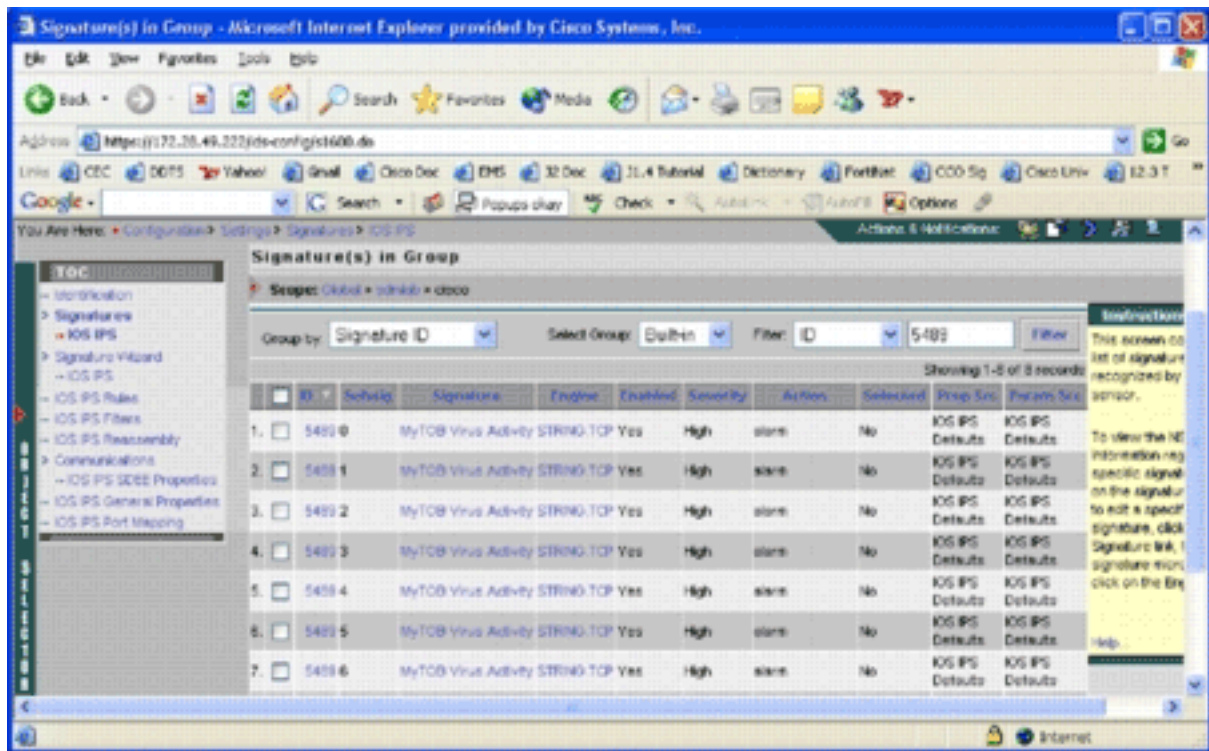 Signature(s) in Group - Microsoft Internet Explorer provided by Cisco Systems, Inc.
File Edit View Favorites Tools Help
Back Search Favorites Media
Address https://172.28.49.222/ids-config/s1600.do Go
Links CEC DDTS Yahoo! Gmail Cisco Doc EMS 32 Doc 11.4 Tutorial Dictionary Fortibet CCO Sig Cisco Univ 12.3 T
Google Search Popups okay Check AutoLink AutoFill Options
You Are Here: Configuration > Settings > Signatures > IOS IPS Actions & Notifications:
TOC
Identification
Signatures
IOS IPS
Signature Wizard
IOS IPS
IOS IPS Rules
IOS IPS Filters
IOS IPS Reassembly
Communications
IOS IPS SDEE Properties
IOS IPS General Properties
IOS IPS Port Mapping
OBJECT SELECTOR
Signature(s) in Group
Scope: Global cisco
Group by: Signature ID Select Group: Built-in Filter: ID 5489 Filter
Showing 1-8 of 8 records
ID Subsig Signature Engine Enabled Severity Action Selected Prop Src Params Src
1. 5489 0 MyTOB Virus Activity STRING.TCP Yes High alarm No IOS IPS Defaults IOS IPS Defaults
2. 5489 1 MyTOB Virus Activity STRING.TCP Yes High alarm No IOS IPS Defaults IOS IPS Defaults
3. 5489 2 MyTOB Virus Activity STRING.TCP Yes High alarm No IOS IPS Defaults IOS IPS Defaults
4. 5489 3 MyTOB Virus Activity STRING.TCP Yes High alarm No IOS IPS Defaults IOS IPS Defaults
5. 5489 4 MyTOB Virus Activity STRING.TCP Yes High alarm No IOS IPS Defaults IOS IPS Defaults
6. 5489 5 MyTOB Virus Activity STRING.TCP Yes High alarm No IOS IPS Defaults IOS IPS Defaults
7. 5489 6 MyTOB Virus Activity STRING.TCP Yes High alarm No IOS IPS Defaults IOS IPS Defaults
Instructions
This screen co
list of signature
recognized by
sensor.
To view the NS
information reg
specific signat
on the signatur
to edit a specif
signature, click
Signature link, t
signature micro
click on the Eng
Help...
Internet